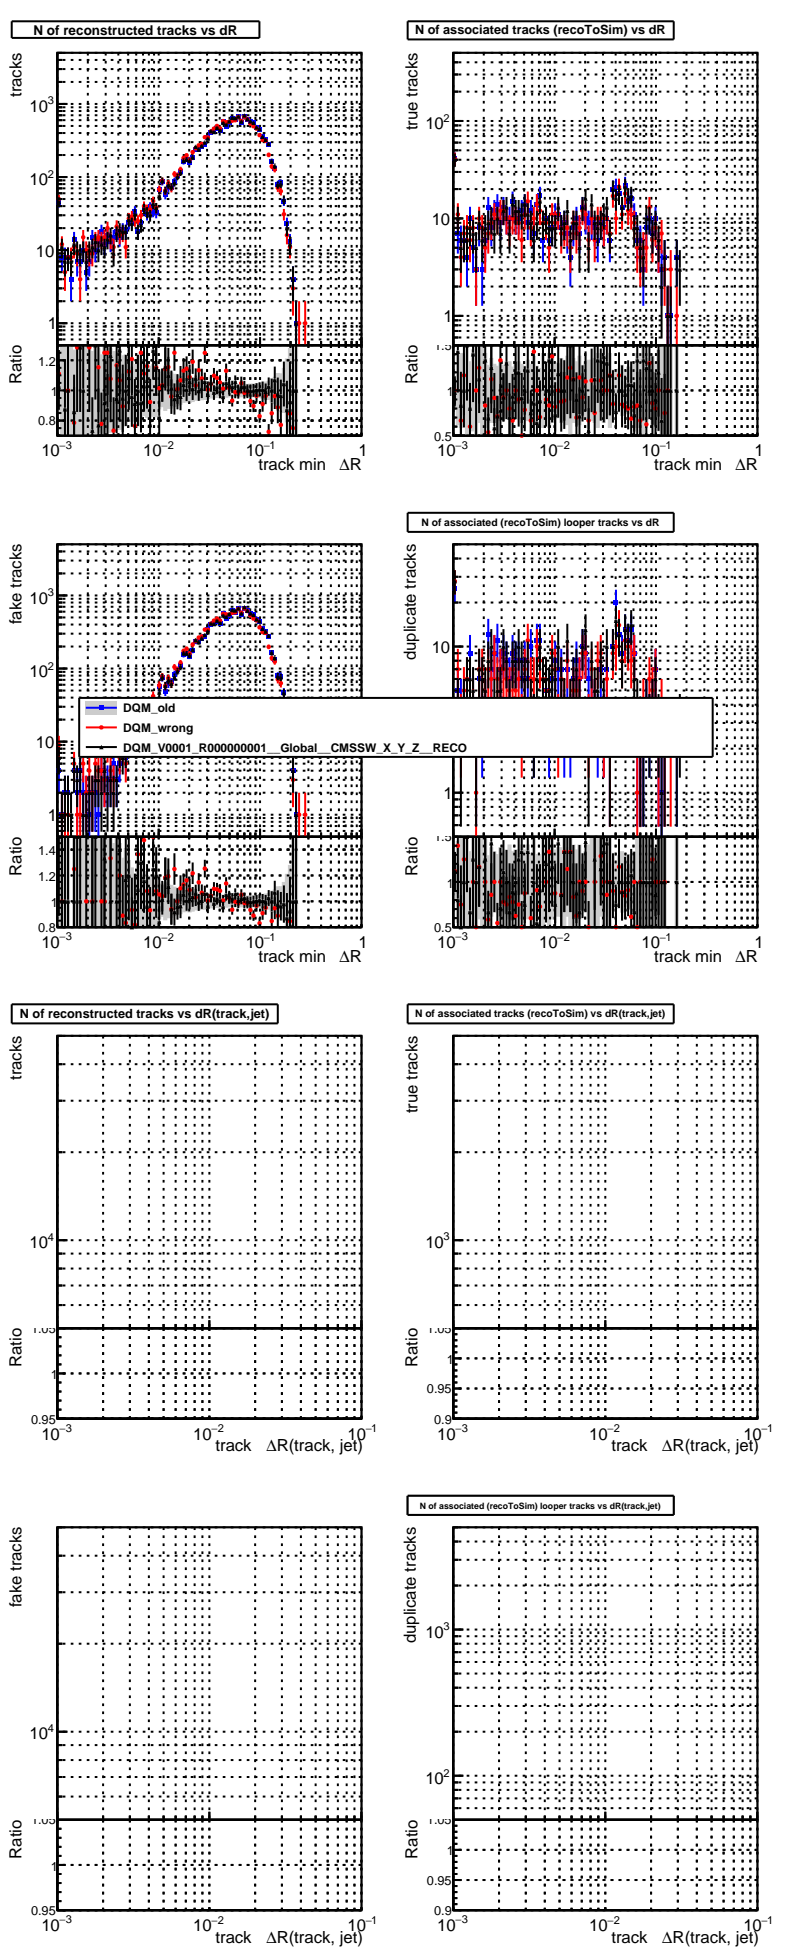 N of reconstructed tracks vs dR
tracks
10³
10²
10
1
Ratio
1.2
1
0.8
10⁻³
10⁻²
10⁻¹
1
track min ΔR
N of associated tracks (recoToSim) vs dR
true tracks
10²
10
1
Ratio
1
0.5
10⁻³
10⁻²
10⁻¹
1
track min ΔR
fake tracks
10³
10²
10
1
Ratio
1.4
1.2
1
0.8
10⁻³
10⁻²
10⁻¹
1
track min ΔR
N of associated (recoToSim) looper tracks vs dR
duplicate tracks
10
1
Ratio
1
0.5
10⁻³
10⁻²
10⁻¹
1
track min ΔR
DQM_old
DQM_wrong
DQM_V0001_R000000001__Global__CMSSW_X_Y_Z__RECO
N of reconstructed tracks vs dR(track,jet)
tracks
10⁴
Ratio
1.05
1
0.95
10⁻³
10⁻²
10⁻¹
track ΔR(track, jet)
N of associated tracks (recoToSim) vs dR(track,jet)
true tracks
10³
Ratio
1
0.95
0.9
10⁻³
10⁻²
10⁻¹
track ΔR(track, jet)
fake tracks
10⁴
Ratio
1.05
1
0.95
10⁻³
10⁻²
10⁻¹
track ΔR(track, jet)
N of associated (recoToSim) looper tracks vs dR(track,jet)
duplicate tracks
10³
10²
Ratio
1
0.95
0.9
10⁻³
10⁻²
10⁻¹
track ΔR(track, jet)